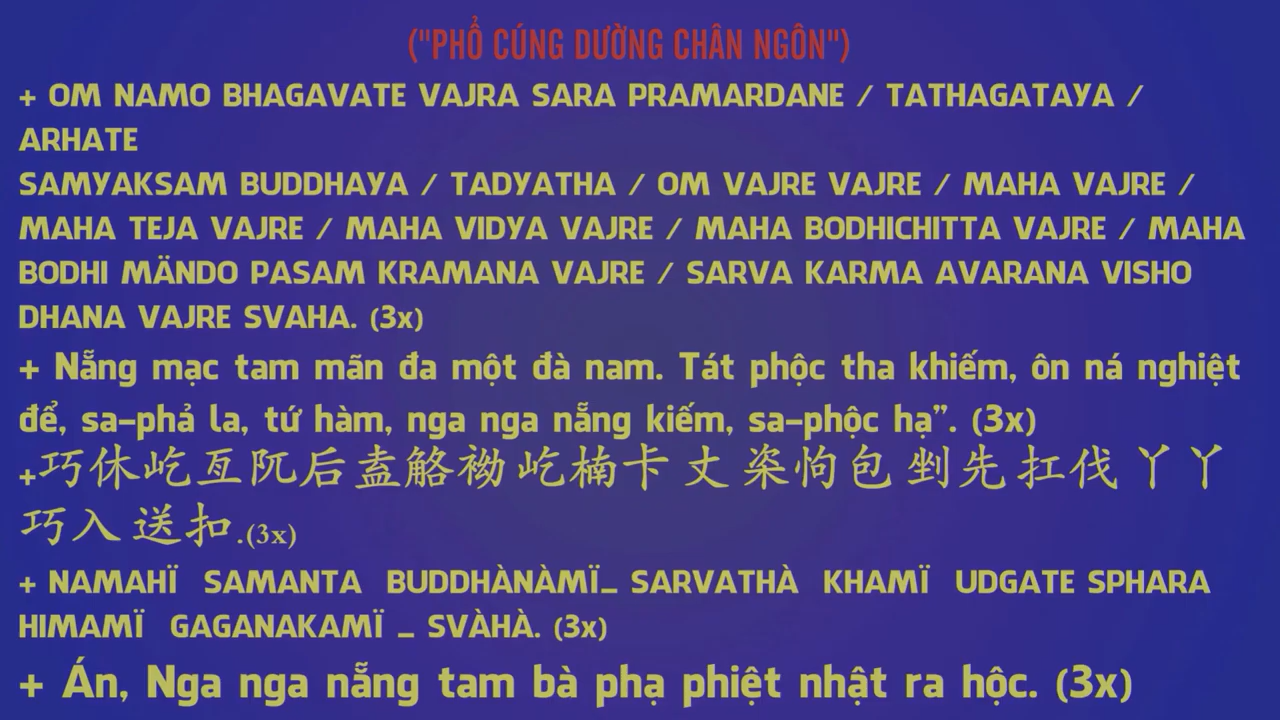 ("PHỔ CÚNG DƯỜNG CHÂN NGÔN")
+ OM NAMO BHAGAVATE VAJRA SARA PRAMARDANE / TATHAGATAYA /
ARHATE
SAMYAKSAM BUDDHAYA / TADYATHA / OM VAJRE VAJRE / MAHA VAJRE /
MAHA TEJA VAJRE / MAHA VIDYA VAJRE / MAHA BODHICHITTA VAJRE / MAHA
BODHI MÄNDO PASAM KRAMANA VAJRE / SARVA KARMA AVARANA VISHO
DHANA VAJRE SVAHA. (3x)
+ Nẵng mạc tam mãn đa một đà nam. Tát phộc tha khiếm, ôn ná nghiệt
để, sa-phả la, tứ hàm, nga nga nẵng kiếm, sa-phộc hạ”. (3x)
+巧休屹亙阮后盍觡袎屹楠卡丈楶怐包剉先扛伐丫丫
巧入送扣.(3x)
+ NAMAHÏ SAMANTA BUDDHÀNÀMÏ_ SARVATHÀ KHAMÏ UDGATE SPHARA
HIMAMÏ GAGANAKAMÏ _ SVÀHÀ. (3x)
+ Án, Nga nga nẵng tam bà phạ phiệt nhật ra hộc. (3x)